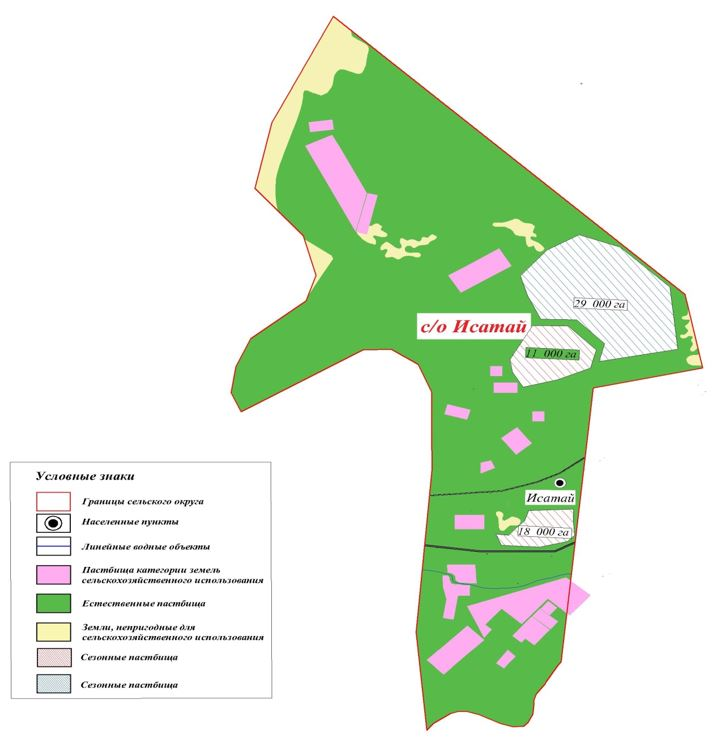 29 000 га
с/о Исатай
11 000 га
Исатай
18 000 га
Условные знаки
Границы сельского округа
Населенные пункты
Линейные водные объекты
Пастбища категории земель
сельскохозяйственного использования
Естественные пастбища
Земли, непригодные для
сельскохозяйственного использования
Сезонные пастбища
Сезонные пастбища